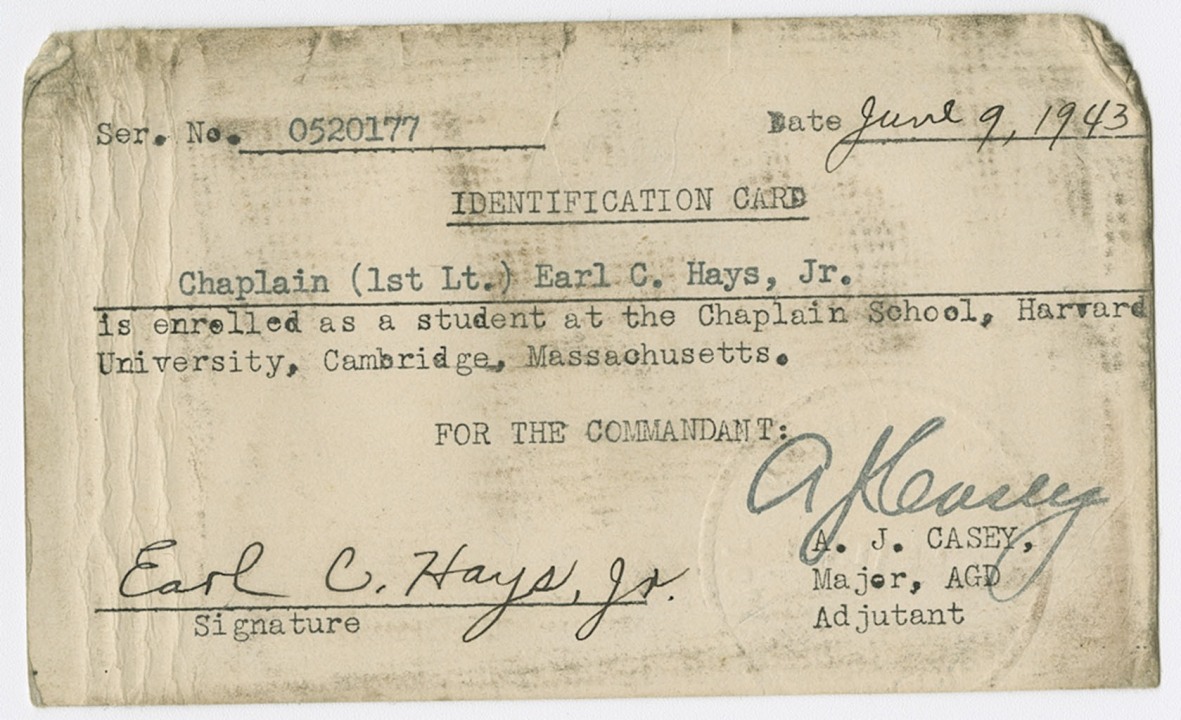 Ser. No. 0520177 Date June 9, 1943
IDENTIFICATION CARD
Chaplain (1st Lt.) Earl C. Hays, Jr.
is enrolled as a student at the Chaplain School, Harvard
University, Cambridge, Massachusetts.
FOR THE COMMANDANT:
A J Casey
A. J. CASEY,
Major, AGD
Adjutant
Earl C. Hays, Jr.
Signature